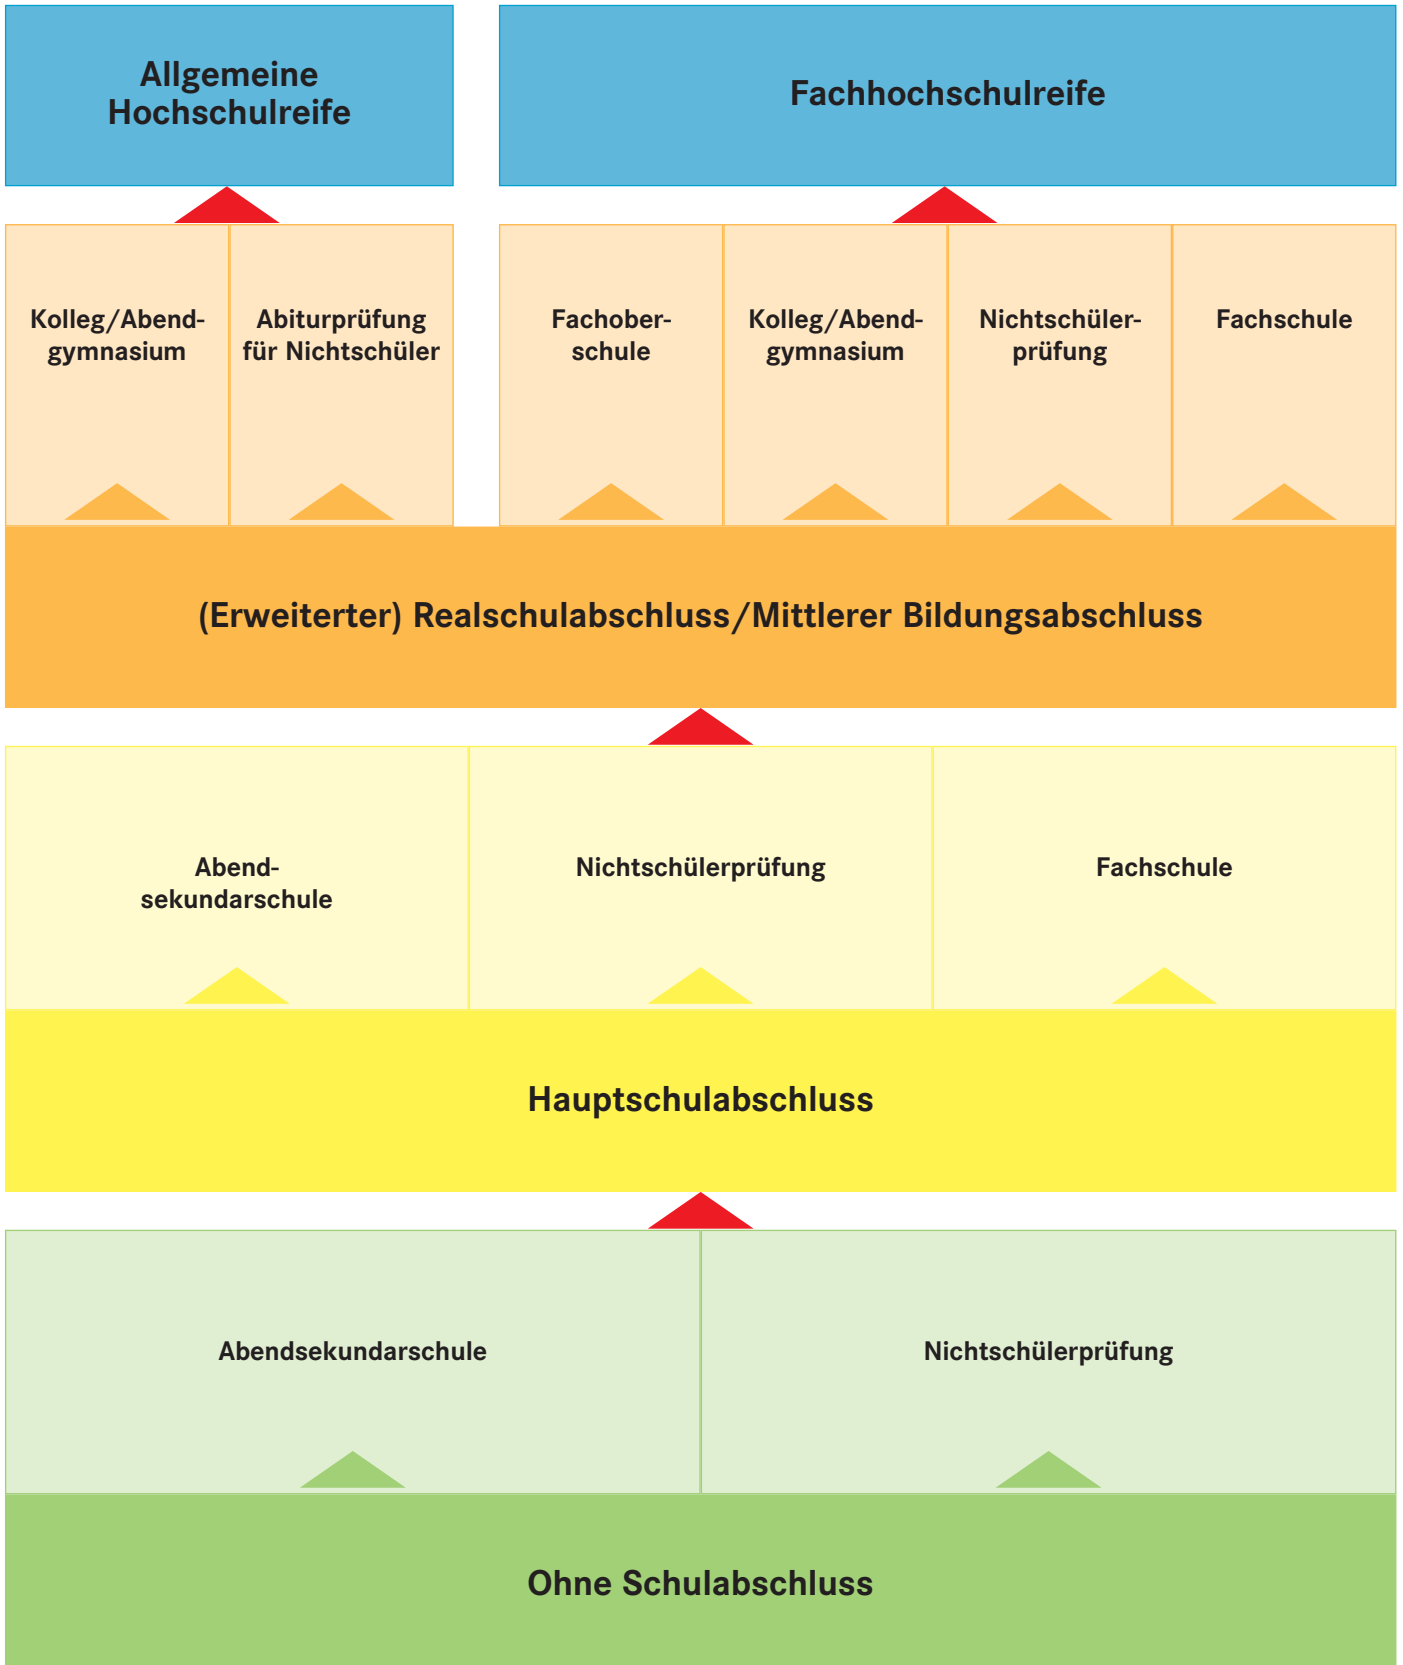 Allgemeine
Hochschulreife
Fachhochschulreife
Kolleg/Abend-
gymnasium
Abiturprüfung
für Nichtschüler
Fachober-
schule
Kolleg/Abend-
gymnasium
Nichtschüler-
prüfung
Fachschule
(Erweiterter) Realschulabschluss/Mittlerer Bildungsabschluss
Abend-
sekundarschule
Nichtschülerprüfung
Fachschule
Hauptschulabschluss
Abendsekundarschule
Nichtschülerprüfung
Ohne Schulabschluss